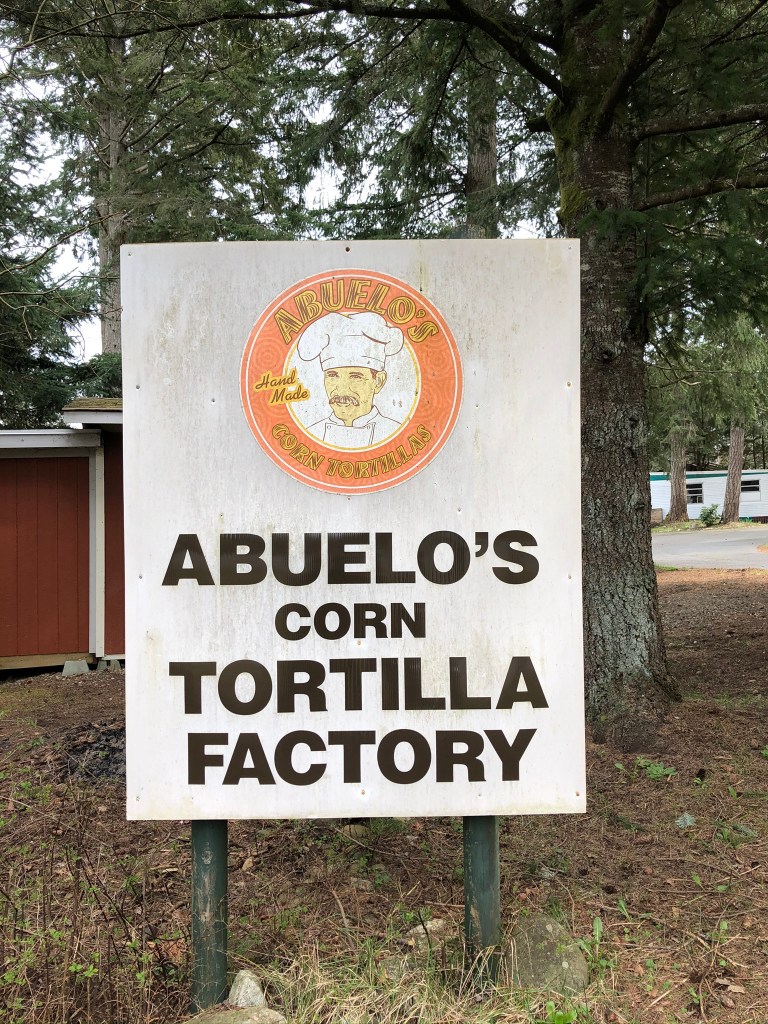 ABUELO'S
Hand
Made
CORN TORTILLAS
ABUELO'S
CORN
TORTILLA
FACTORY